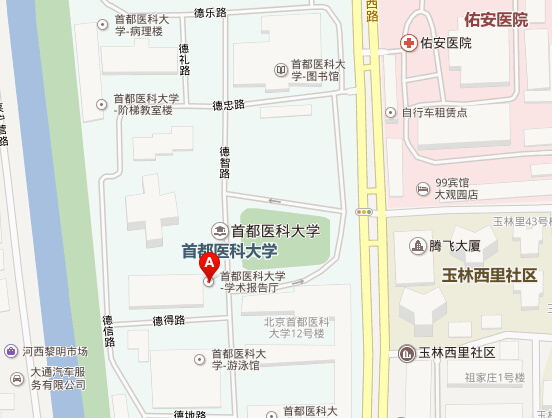 德乐路
西路
佑安医院
首都医科大
学-病理楼
德礼路
佑安医院
首都医科大
学-图书馆
首都医科大学
-阶梯教室楼
德忠路
自行车租赁点
德智路
99宾馆
大观园店
玉林里43号楼
首都医科大学
首都医科大学
A
腾飞大厦
玉林西里社区
首都医科大学
-学术报告厅
德信路
德得路
北京首都医科
大学12号楼
河西黎明市场
首都医科大
学-游泳馆
玉林西里社区
大通汽车服
务有限公司
祖家庄1号楼
德地路
首都医科大